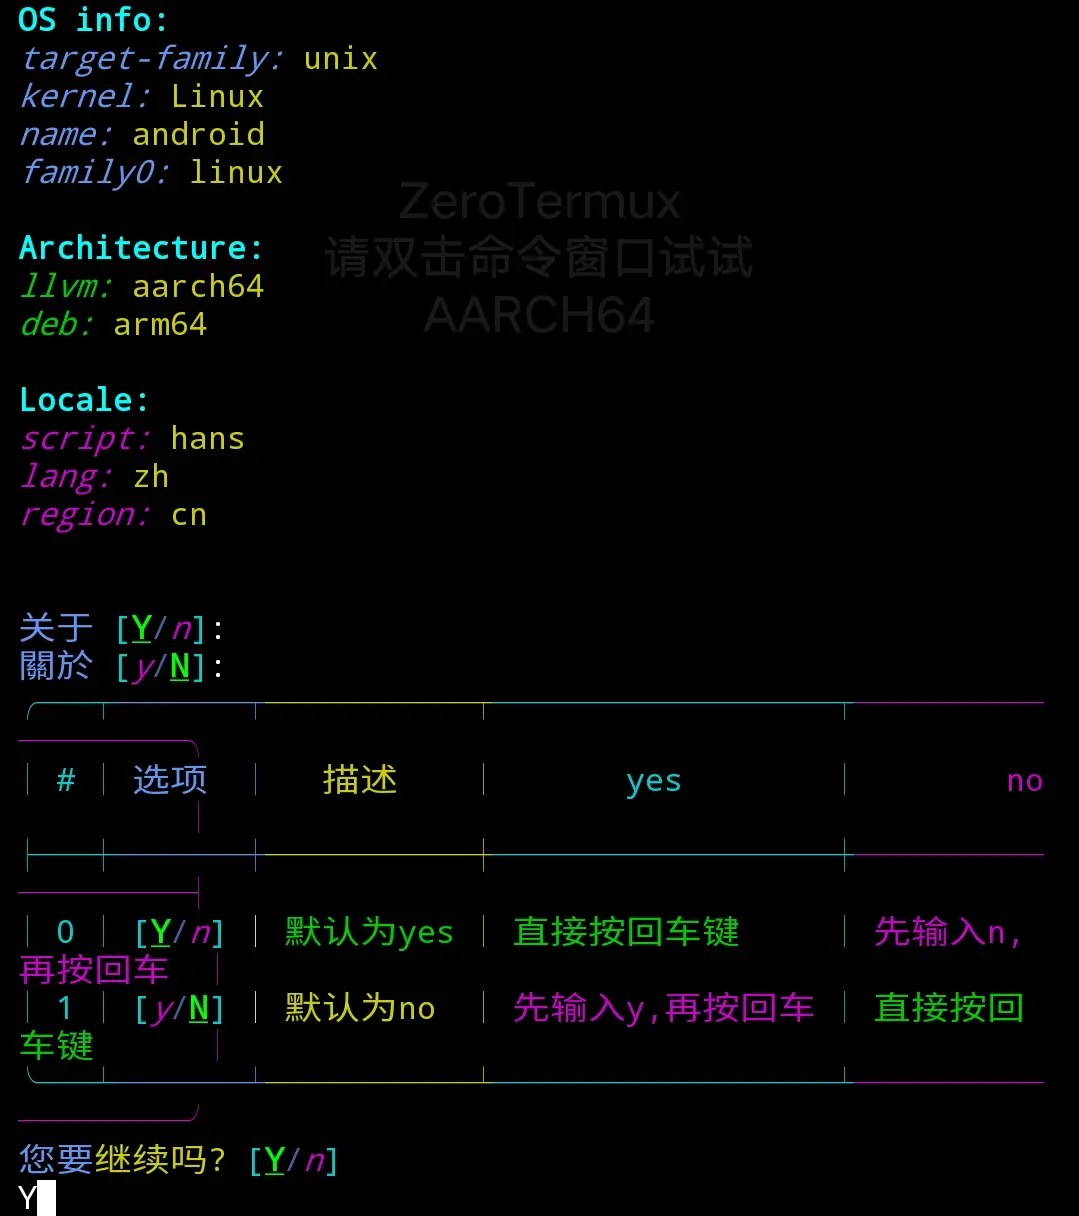 OS info:
target-family: unix
kernel: Linux
name: android
family0: linux
ZeroTermux
请双击命令窗口试试
AARCH64
Architecture:
llvm: aarch64
deb: arm64
Locale:
script: hans
lang: zh
region: cn
关于 [Y/n]:
關於 [y/N]:
# 选项 描述 yes no
0 [Y/n] 默认为yes 直接按回车键 先输入n,
再按回车
1 [y/N] 默认为no 先输入y,再按回车 直接按回
车键
您要继续吗? [Y/n]
Y